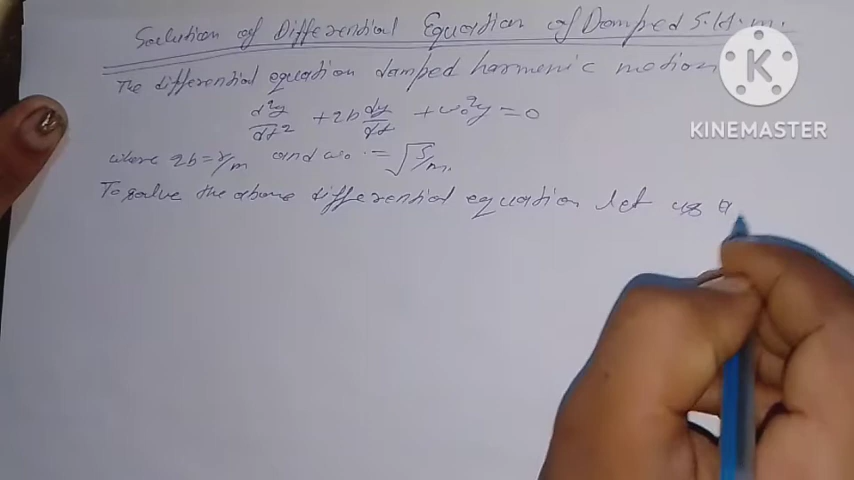 Solution of Differential Equation of Damped S.H.M.
The differential equation damped harmonic motion
d²y/dt² + 2b dy/dt + ω₀²y = 0
where 2b = r/m and ω₀ = √s/m.
To solve the above differential equation let us a
K
KINEMASTER